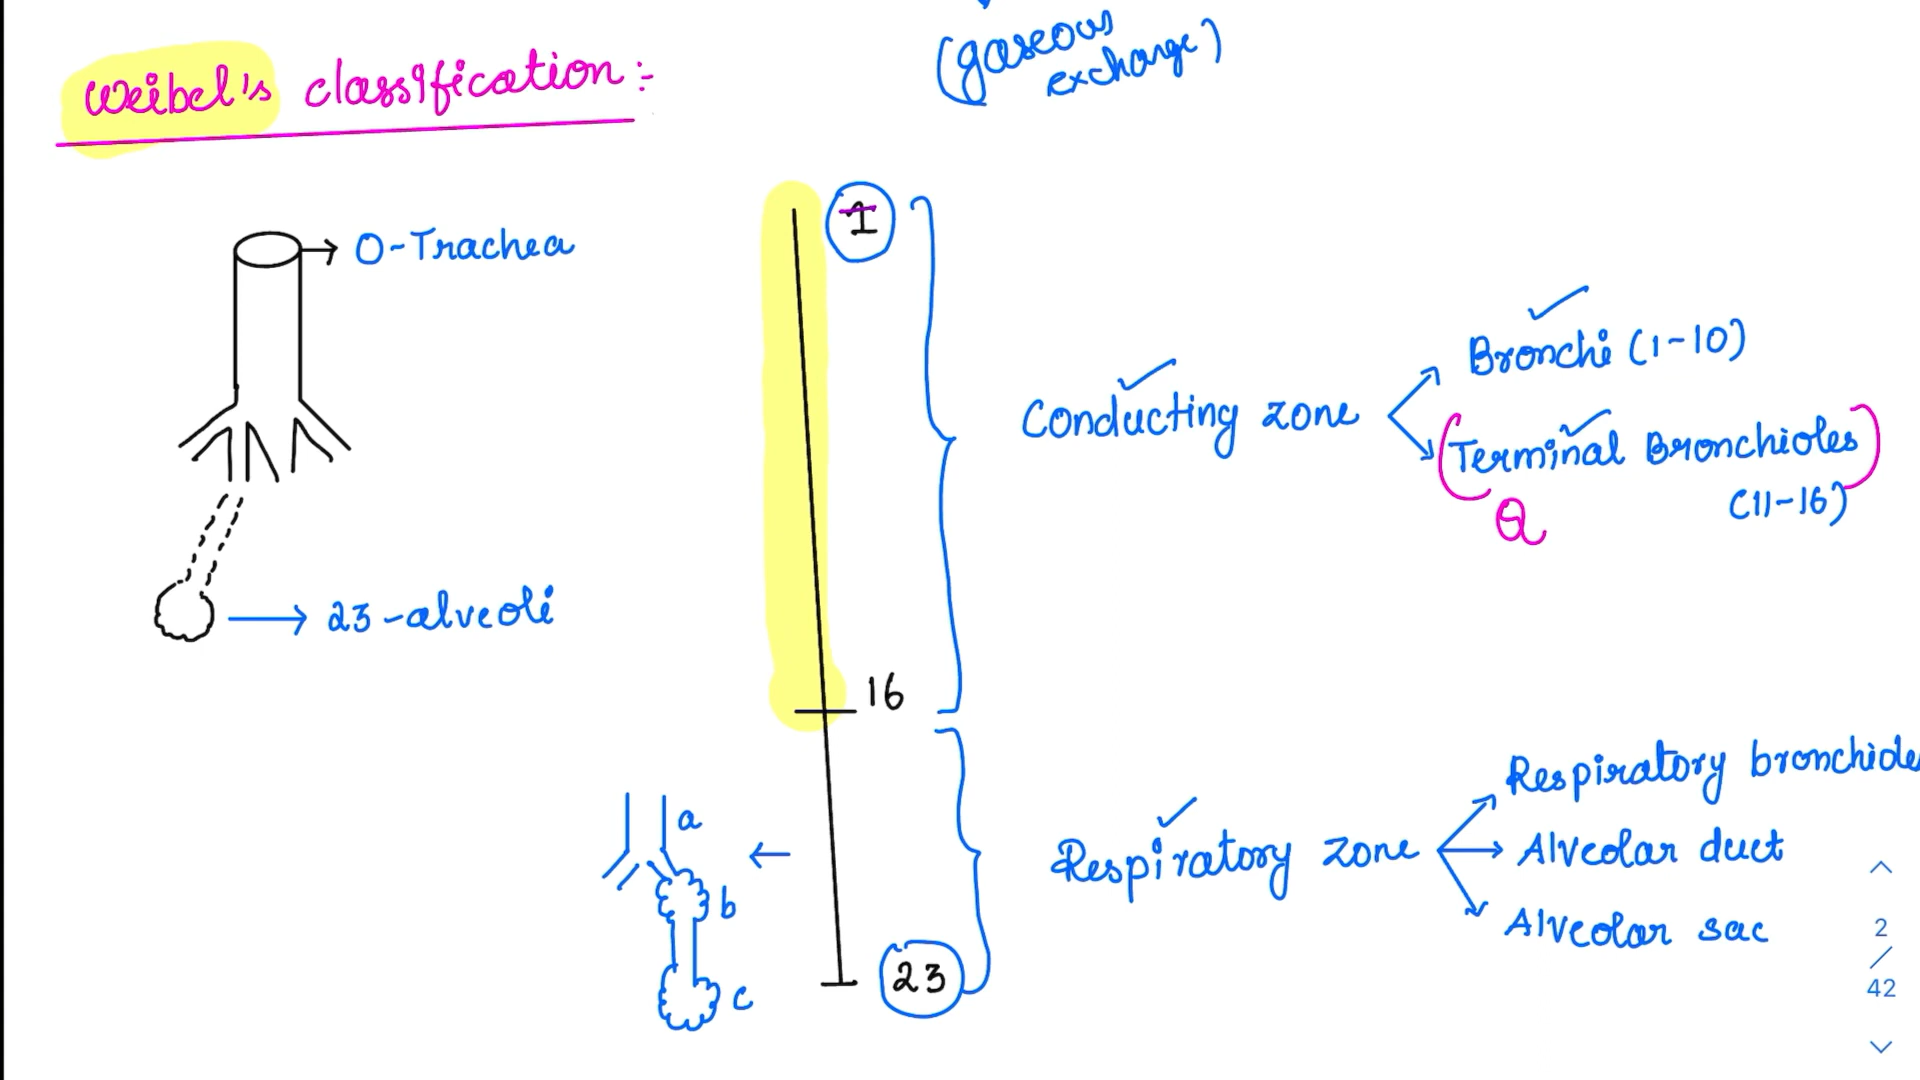 (gaseous
exchange)
Weibel's classification:-
0-Trachea
1
Bronchi (1-10)
Conducting zone
(Terminal Bronchioles)
(11-16)
Q
23-alveoli
16
Respiratory bronchiole
a
Respiratory zone
Alveolar duct
b
Alveolar sac
23
c
2
/
42